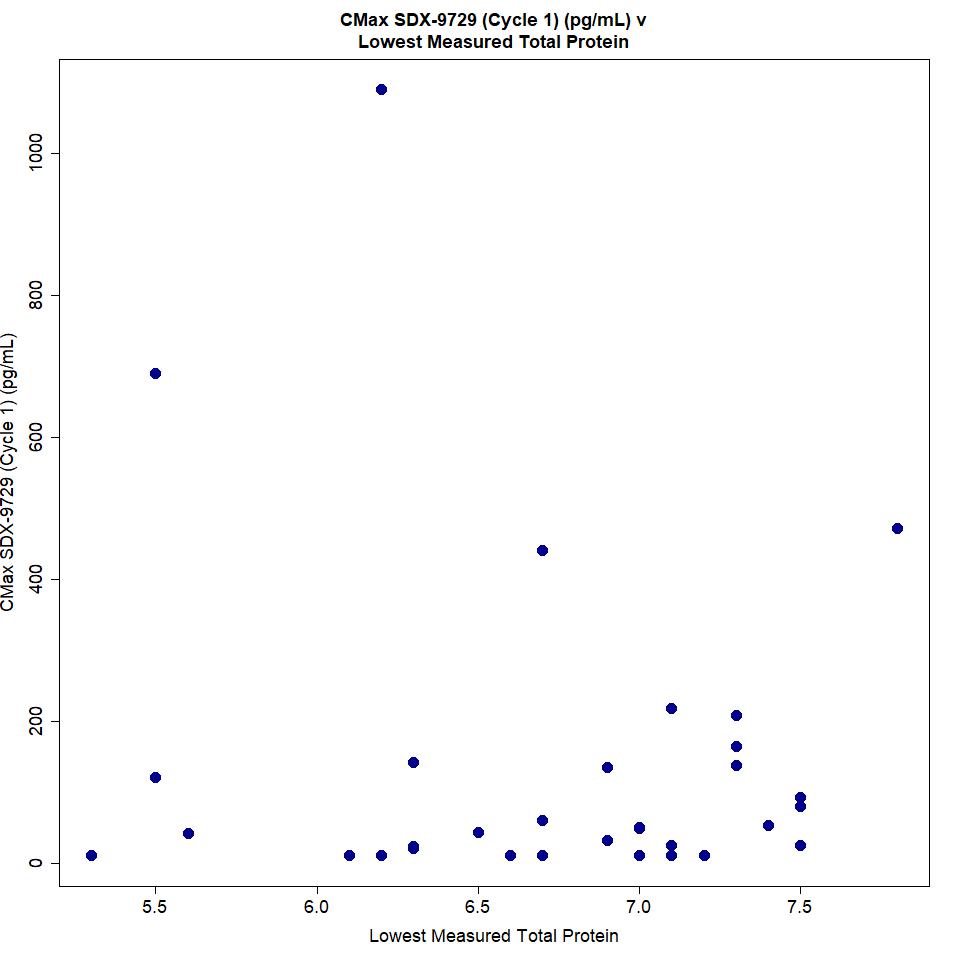 CMax SDX-9729 (Cycle 1) (pg/mL) v
Lowest Measured Total Protein
CMax SDX-9729 (Cycle 1) (pg/mL)
1000
800
600
400
200
0
5.5
6.0
6.5
7.0
7.5
Lowest Measured Total Protein